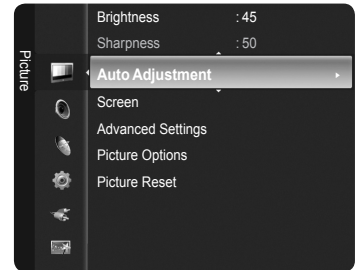 Picture
Brightness : 45
Sharpness : 50
Auto Adjustment
Screen
Advanced Settings
Picture Options
Picture Reset